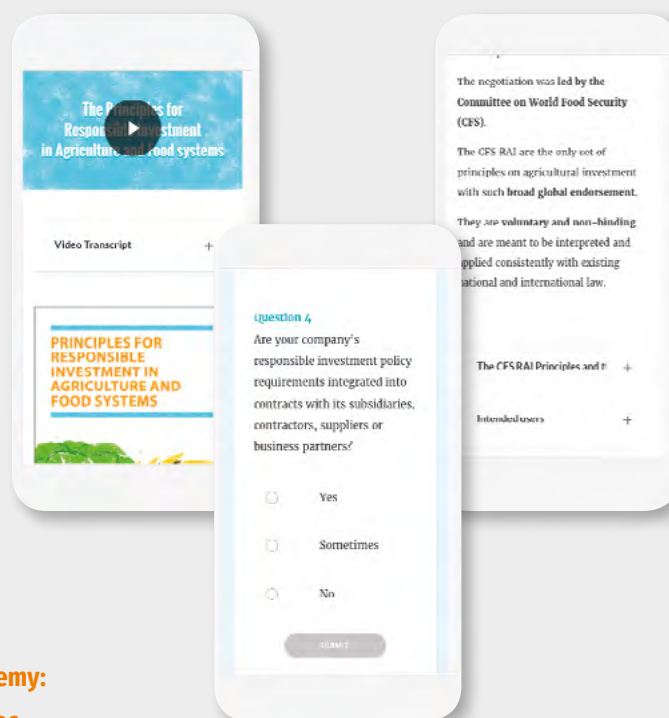 The Principles for
Responsible Investment
in Agriculture and Food systems
Video Transcript +
PRINCIPLES FOR
RESPONSIBLE
INVESTMENT IN
AGRICULTURE AND
FOOD SYSTEMS
Question 4
Are your company's
responsible investment policy
requirements integrated into
contracts with its subsidiaries,
contractors, suppliers or
business partners?
Yes
Sometimes
No
SUBMIT
The negotiation was led by the
Committee on World Food Security
(CFS).
The CFS RAI are the only set of
principles on agricultural investment
with such broad global endorsement.
They are voluntary and non-binding
and are meant to be interpreted and
applied consistently with existing
national and international law.
The CFS RAI Principles and +
Intended users +
emy: